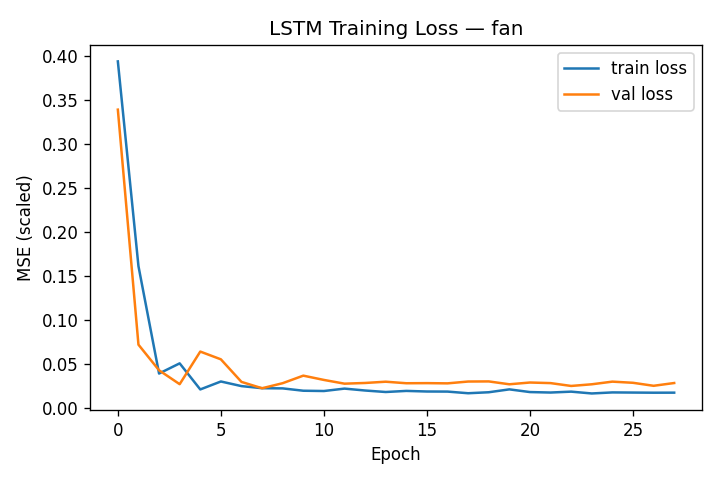 LSTM Training Loss — fan
train loss
val loss
MSE (scaled)
0.40
0.35
0.30
0.25
0.20
0.15
0.10
0.05
0.00
0 5 10 15 20 25
Epoch